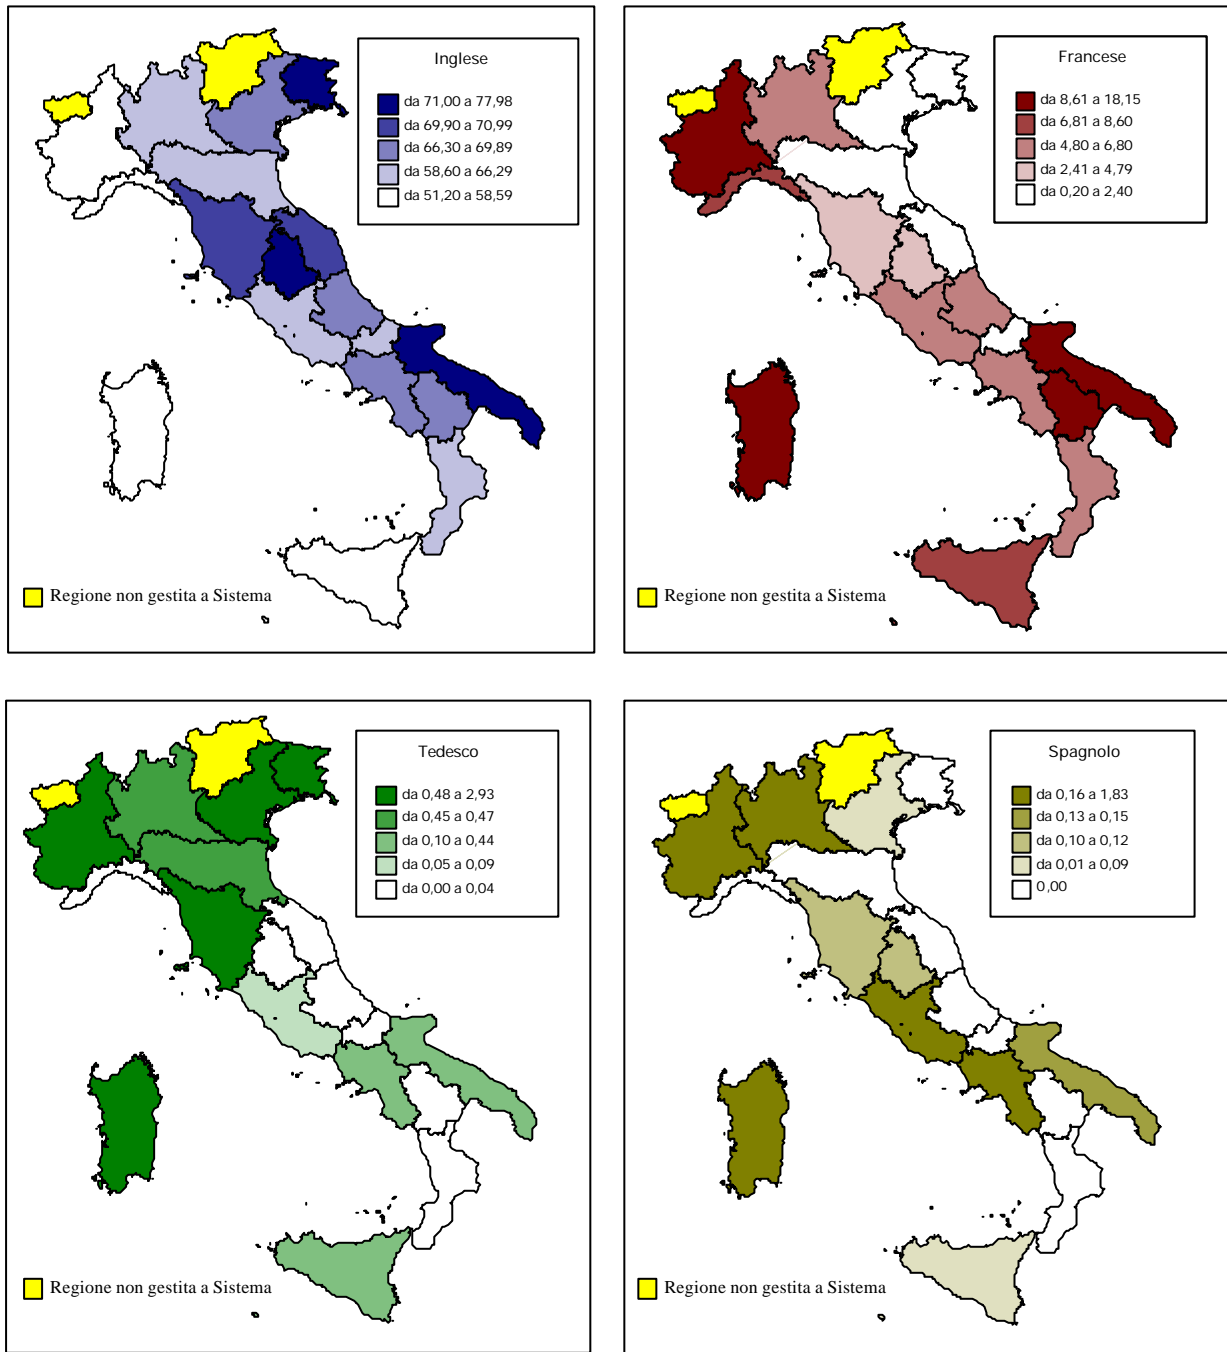 Inglese
da 71,00 a 77,98
da 69,90 a 70,99
da 66,30 a 69,89
da 58,60 a 66,29
da 51,20 a 58,59
Regione non gestita a Sistema
Francese
da 8,61 a 18,15
da 6,81 a 8,60
da 4,80 a 6,80
da 2,41 a 4,79
da 0,20 a 2,40
Regione non gestita a Sistema
Tedesco
da 0,48 a 2,93
da 0,45 a 0,47
da 0,10 a 0,44
da 0,05 a 0,09
da 0,00 a 0,04
Regione non gestita a Sistema
Spagnolo
da 0,16 a 1,83
da 0,13 a 0,15
da 0,10 a 0,12
da 0,01 a 0,09
0,00
Regione non gestita a Sistema